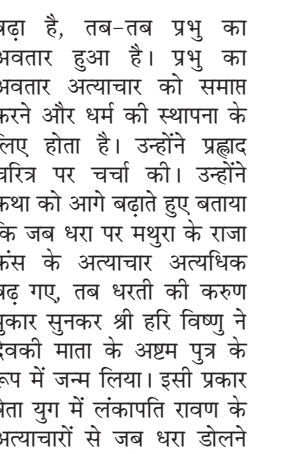 बढ़ा है, तब-तब प्रभु का
अवतार हुआ है। प्रभु का
अवतार अत्याचार को समाप्त
करने और धर्म की स्थापना के
लिए होता है। उन्होंने प्रह्लाद
चरित्र पर चर्चा की। उन्होंने
कथा को आगे बढ़ाते हुए बताया
कि जब धरा पर मथुरा के राजा
कंस के अत्याचार अत्यधिक
बढ़ गए, तब धरती की करुण
पुकार सुनकर श्री हरि विष्णु ने
देवकी माता के अष्टम पुत्र के
रूप में जन्म लिया। इसी प्रकार
त्रेता युग में लंकापति रावण के
अत्याचारों से जब धरा डोलने